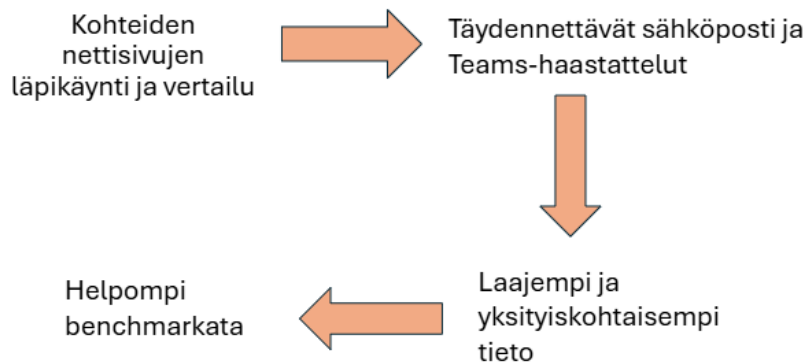 Kohteiden
nettisivujen
läpikäynti ja vertailu
Täydennettävät sähköposti ja
Teams-haastattelut
Laajempi ja
yksityiskohtaisempi
tieto
Helpompi
benchmarkata